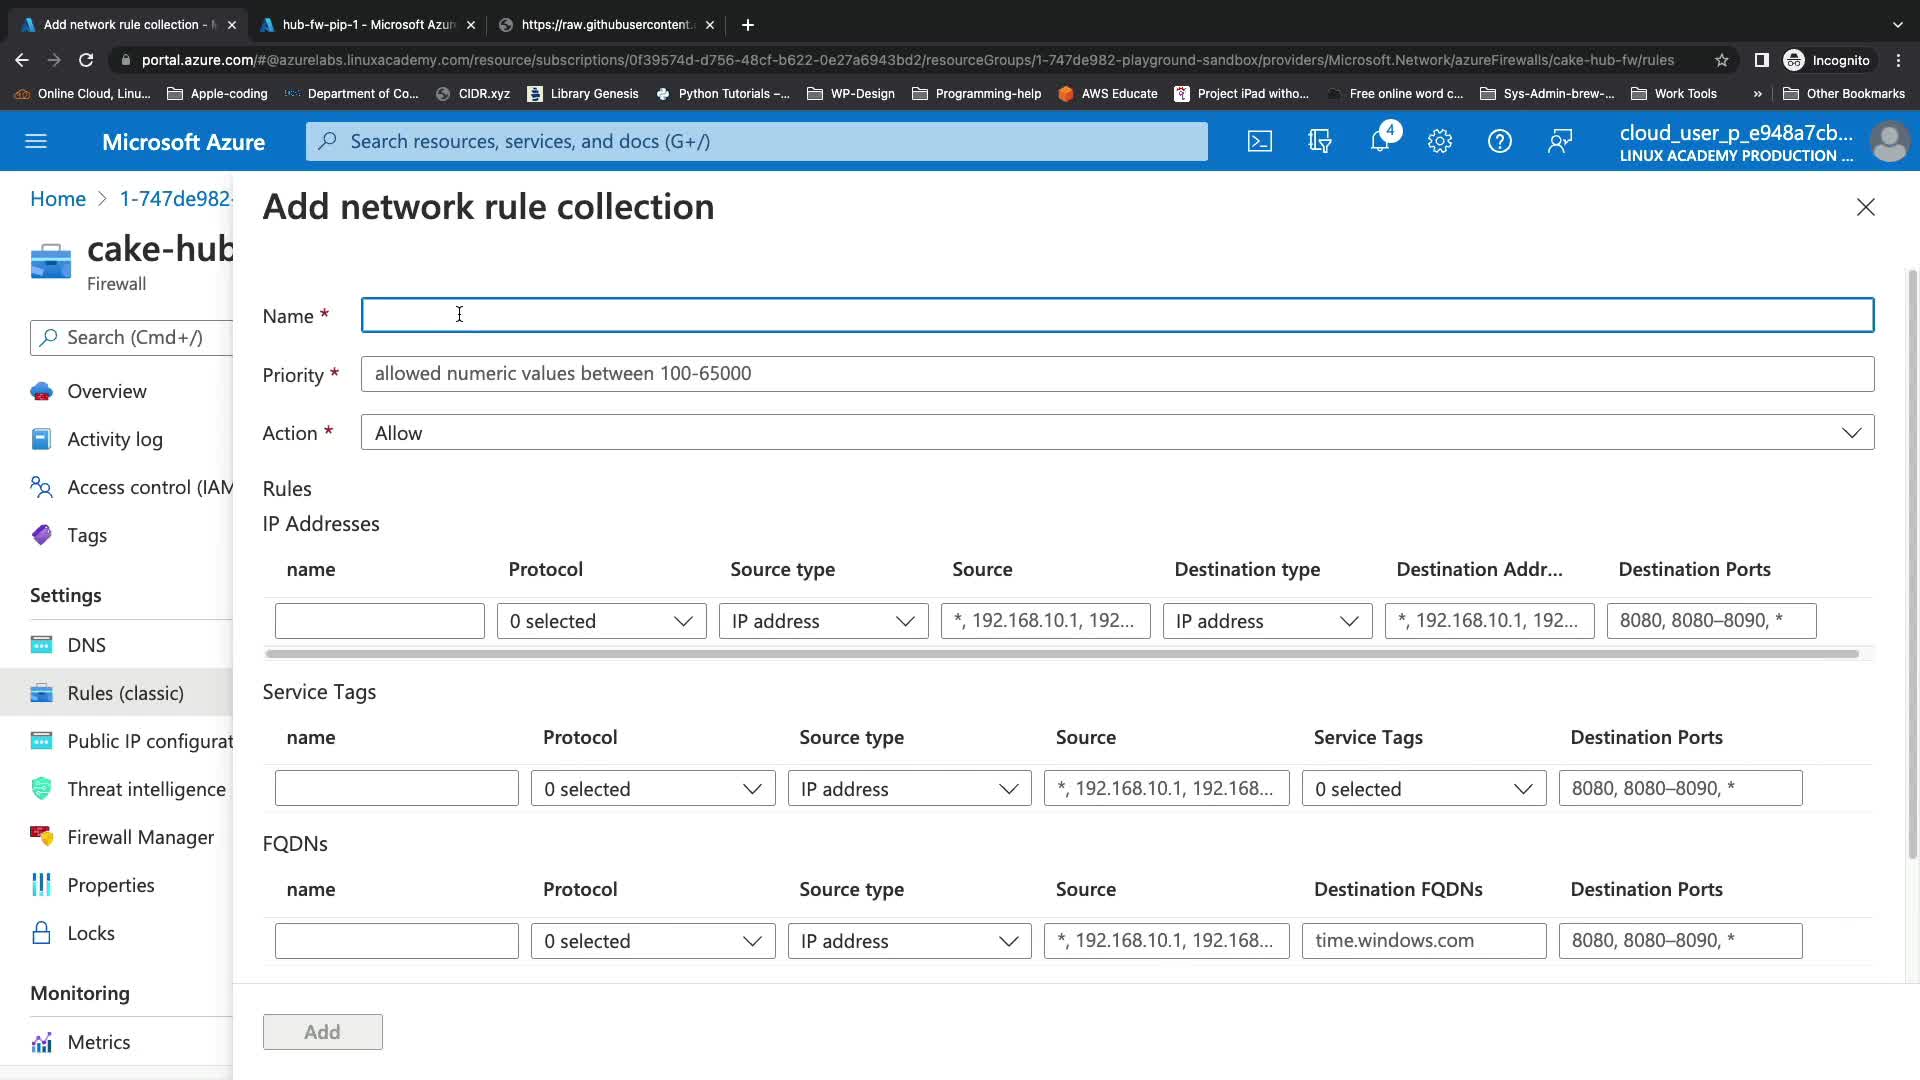 Add network rule collection -
hub-fw-pip-1 - Microsoft Azur
https://raw.githubusercontent.
portal.azure.com/#@azurelabs.linuxacademy.com/resource/subscriptions/0f39574d-d756-48cf-b622-0e27a6943bd2/resourceGroups/1-747de982-playground-sandbox/providers/Microsoft.Network/azureFirewalls/cake-hub-fw/rules
Incognito
Online Cloud, Linu...
Apple-coding
Department of Co...
CIDR.xyz
Library Genesis
Python Tutorials –...
WP-Design
Programming-help
AWS Educate
Project iPad witho...
Free online word c...
Sys-Admin-brew-...
Work Tools
»
Other Bookmarks
Microsoft Azure
Search resources, services, and docs (G+/)
4
cloud_user_p_e948a7cb...
LINUX ACADEMY PRODUCTION ...
Home > 1-747de982-
cake-hub
Firewall
Search (Cmd+/)
Overview
Activity log
Access control (IAM
Tags
Settings
DNS
Rules (classic)
Public IP configurat
Threat intelligence
Firewall Manager
Properties
Locks
Monitoring
Metrics
Add network rule collection
Name *
Priority * allowed numeric values between 100-65000
Action * Allow
Rules
IP Addresses
name Protocol Source type Source Destination type Destination Addr... Destination Ports
0 selected IP address *, 192.168.10.1, 192... IP address *, 192.168.10.1, 192... 8080, 8080–8090, *
Service Tags
name Protocol Source type Source Service Tags Destination Ports
0 selected IP address *, 192.168.10.1, 192.168... 0 selected 8080, 8080–8090, *
FQDNs
name Protocol Source type Source Destination FQDNs Destination Ports
0 selected IP address *, 192.168.10.1, 192.168... time.windows.com 8080, 8080–8090, *
Add